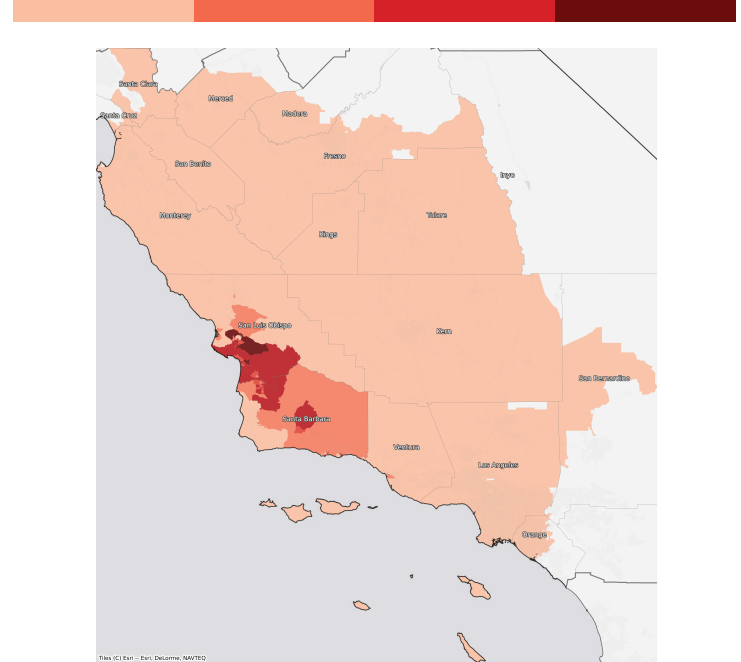 Santa Clara
Merced
Santa Cruz
Madera
Fresno
San Benito
Inyo
Monterey
Tulare
Kings
San Luis Obispo
Kern
San Bernardino
Santa Barbara
Ventura
Los Angeles
Orange
Tiles (C) Esri -- Esri, DeLorme, NAVTEQ